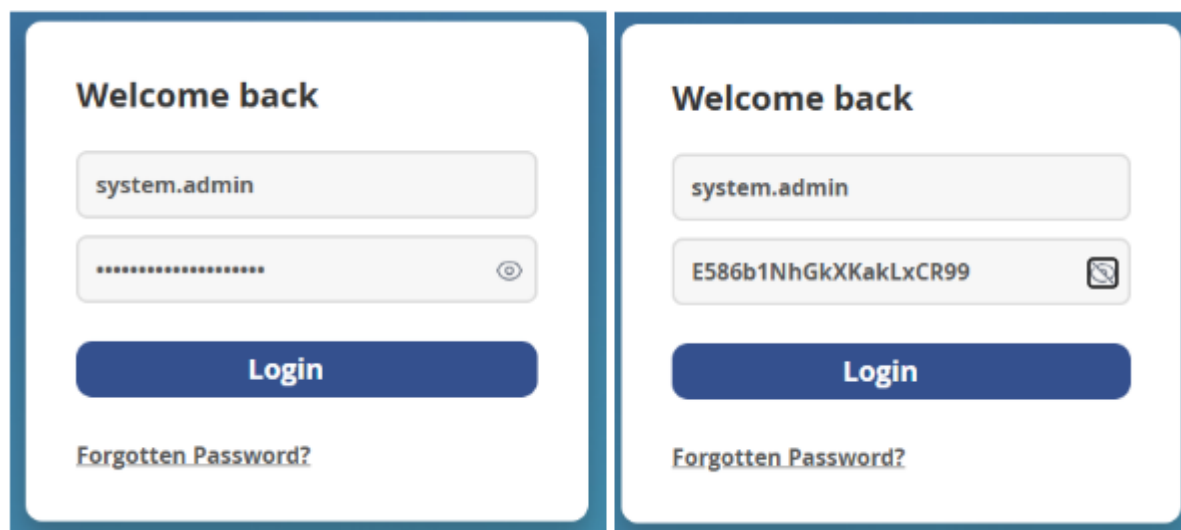 Welcome back
system.admin
••••••••••••••••••••
Login
Forgotten Password?
Welcome back
system.admin
E586b1NhGkXKakLxCR99
Login
Forgotten Password?